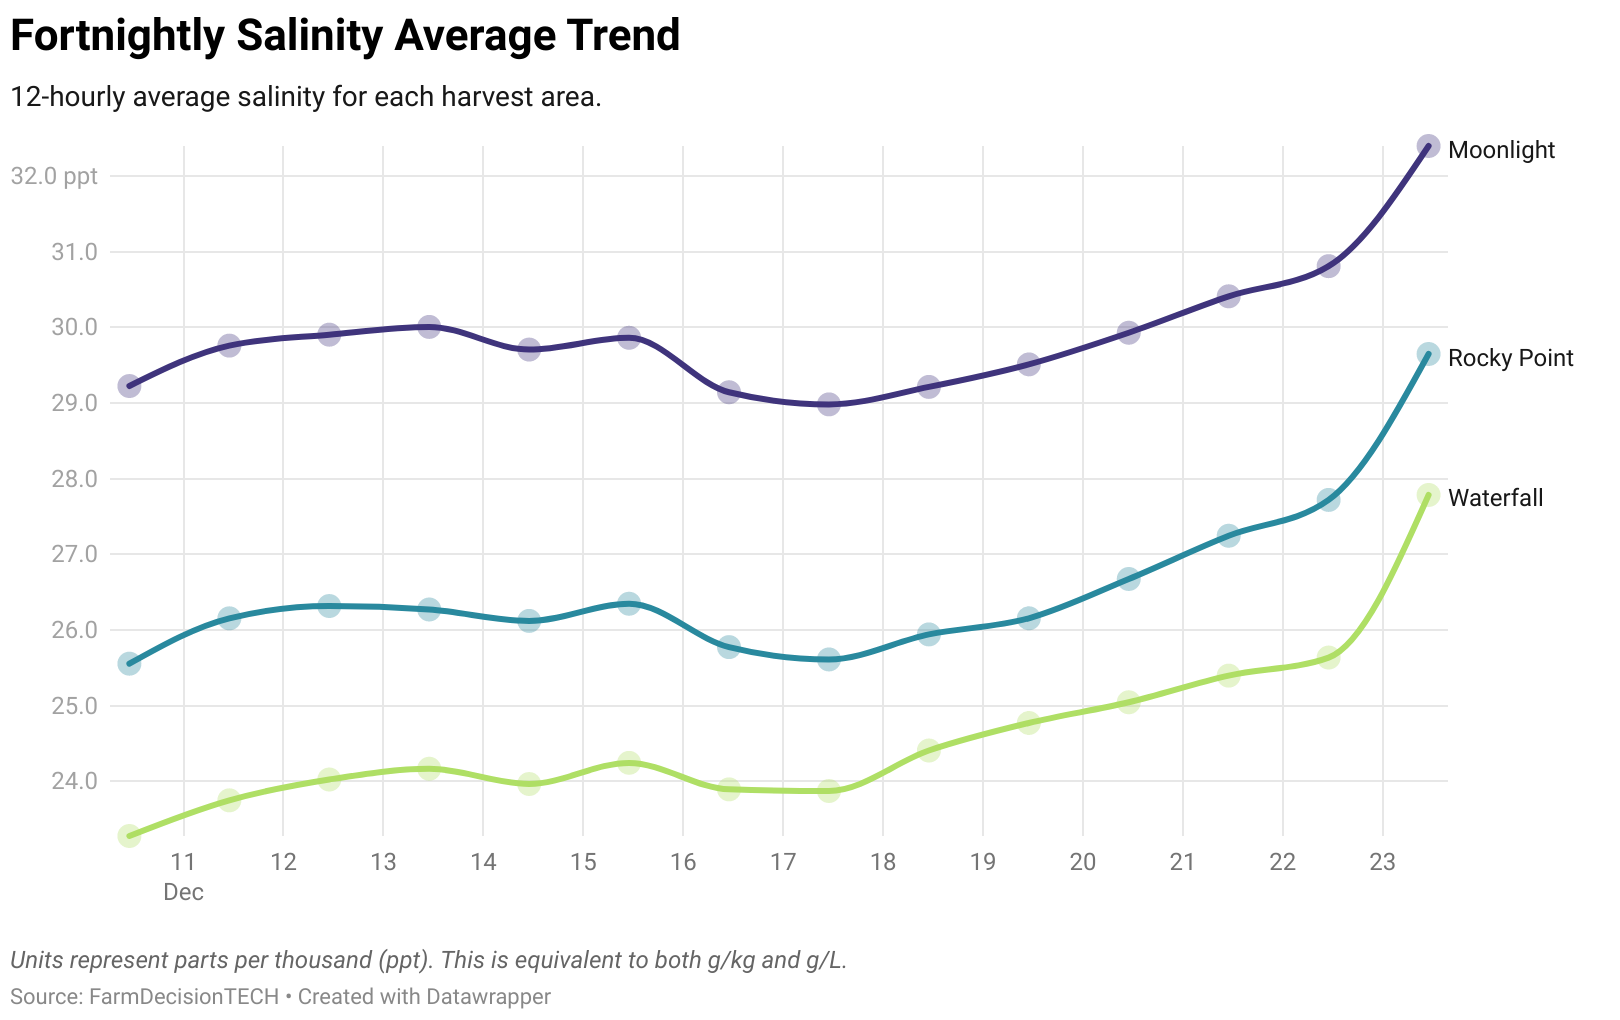 Fortnightly Salinity Average Trend
12-hourly average salinity for each harvest area.
32.0 ppt
31.0
30.0
29.0
28.0
27.0
26.0
25.0
24.0
Moonlight
Rocky Point
Waterfall
11 12 13 14 15 16 17 18 19 20 21 22 23
Dec
Units represent parts per thousand (ppt). This is equivalent to both g/kg and g/L.
Source: FarmDecisionTECH • Created with Datawrapper